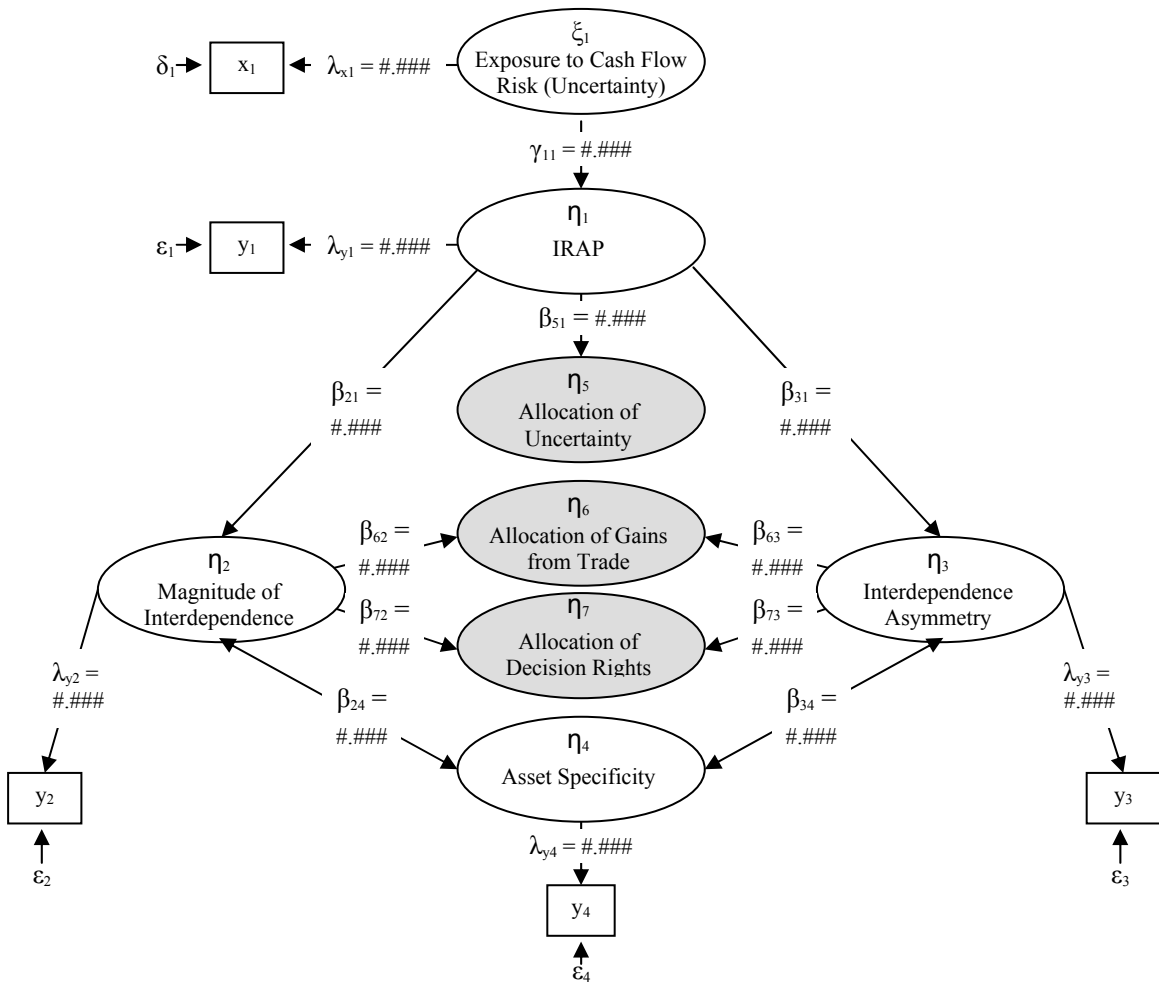 ξ₁
Exposure to Cash Flow
Risk (Uncertainty)
δ₁
x₁
λₓ₁ = #.###
γ₁₁ = #.###
η₁
IRAP
ε₁
y₁
λy₁ = #.###
β₅₁ = #.###
η₅
Allocation of
Uncertainty
β₂₁ =
#.###
β₃₁ =
#.###
η₆
Allocation of Gains
from Trade
β₆₂ =
#.###
β₆₃ =
#.###
η₂
Magnitude of
Interdependence
η₃
Interdependence
Asymmetry
η₇
Allocation of
Decision Rights
β₇₂ =
#.###
β₇₃ =
#.###
λy₂ =
#.###
β₂₄ =
#.###
β₃₄ =
#.###
λy₃ =
#.###
η₄
Asset Specificity
y₂
y₃
λy₄ = #.###
ε₂
ε₃
y₄
ε₄